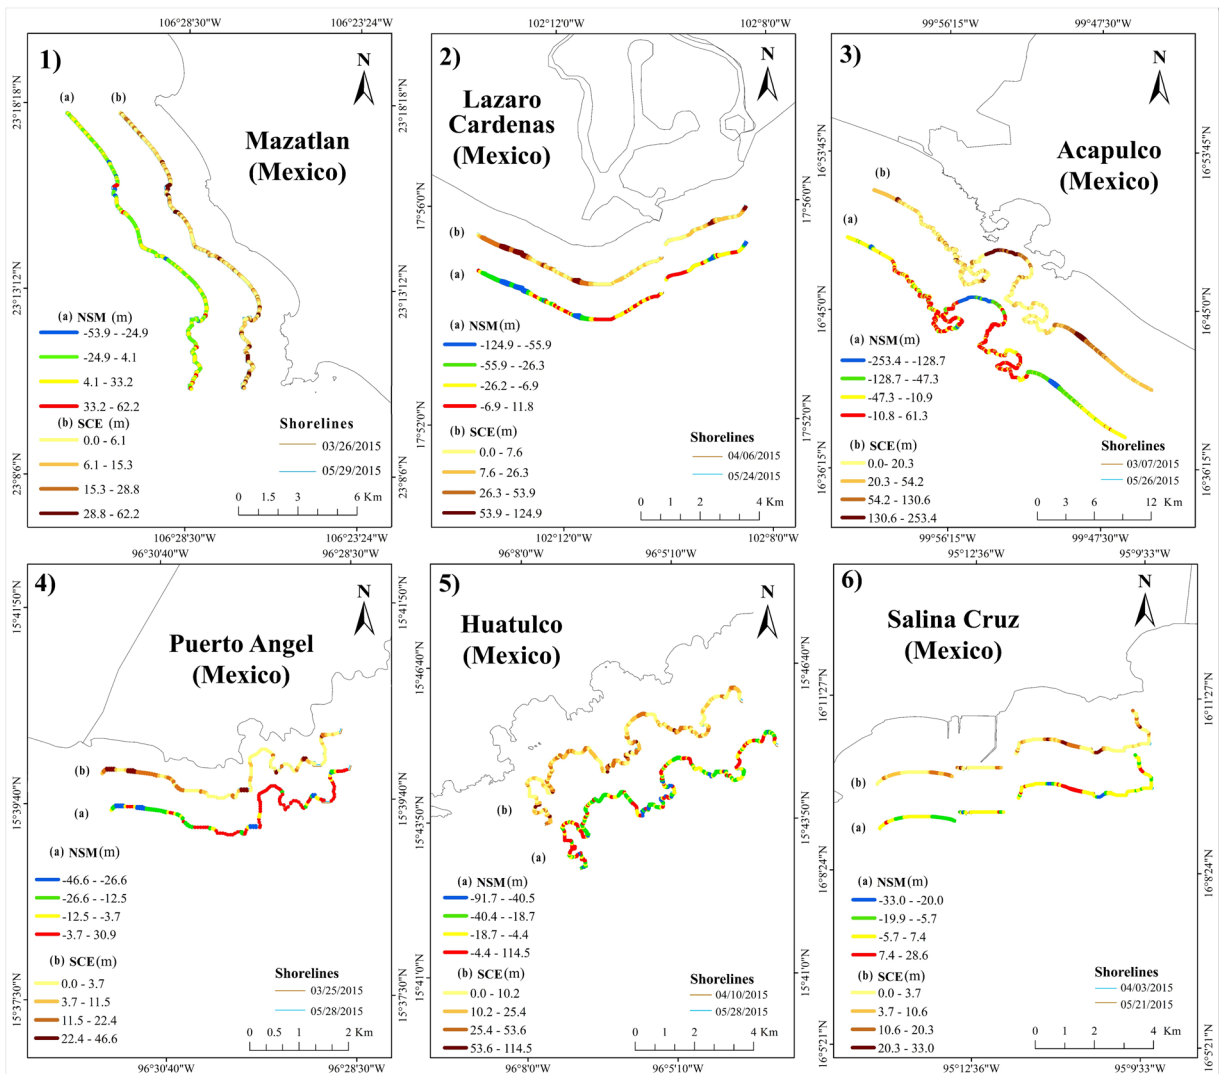 106°28'30"W 106°23'24"W
1)
N
(a) (b)
23°18'18"N 23°18'18"N
Mazatlan
(Mexico)
23°13'12"N 23°13'12"N
(a) NSM (m)
-53.9 - -24.9
-24.9 - 4.1
4.1 - 33.2
33.2 - 62.2
(b) SCE (m)
0.0 - 6.1
6.1 - 15.3
15.3 - 28.8
28.8 - 62.2
Shorelines
03/26/2015
05/29/2015
23°8'6"N 23°8'6"N
0 1.5 3 6 Km
106°28'30"W 106°23'24"W
102°12'0"W 102°8'0"W
2)
N
Lazaro
Cardenas
(Mexico)
17°56'0"N 17°56'0"N
(b)
(a)
(a) NSM (m)
-124.9 - -55.9
-55.9 - -26.3
-26.2 - -6.9
-6.9 - 11.8
17°52'0"N 17°52'0"N
(b) SCE (m)
0.0 - 7.6
7.6 - 26.3
26.3 - 53.9
53.9 - 124.9
Shorelines
04/06/2015
05/24/2015
0 1 2 4 Km
102°12'0"W 102°8'0"W
99°56'15"W 99°47'30"W
3)
N
16°53'45"N 16°53'45"N
Acapulco
(Mexico)
(b)
(a)
16°45'0"N 16°45'0"N
(a) NSM(m)
-253.4 - -128.7
-128.7 - -47.3
-47.3 - -10.9
-10.8 - 61.3
(b) SCE(m)
0.0- 20.3
20.3 - 54.2
54.2 - 130.6
130.6 - 253.4
Shorelines
03/07/2015
05/26/2015
16°36'15"N 16°36'15"N
0 3 6 12 Km
99°56'15"W 99°47'30"W
96°30'40"W 96°28'30"W
4)
N
15°41'50"N 15°41'50"N
Puerto Angel
(Mexico)
(b)
(a)
15°39'40"N 15°39'40"N
(a) NSM(m)
-46.6 - -26.6
-26.6 - -12.5
-12.5 - -3.7
-3.7 - 30.9
(b) SCE (m)
0.0 - 3.7
3.7 - 11.5
11.5 - 22.4
22.4 - 46.6
Shorelines
03/25/2015
05/28/2015
15°37'30"N 15°37'30"N
0 0.5 1 2 Km
96°30'40"W 96°28'30"W
96°8'0"W 96°5'10"W
5)
N
Huatulco
(Mexico)
15°46'40"N 15°46'40"N
(b)
(a)
15°43'50"N 15°43'50"N
(a) NSM(m)
-91.7 - -40.5
-40.4 - -18.7
-18.7 - -4.4
-4.4 - 114.5
(b) SCE(m)
0.0 - 10.2
10.2 - 25.4
25.4 - 53.6
53.6 - 114.5
Shorelines
04/10/2015
05/28/2015
15°41'0"N 15°41'0"N
0 1 2 4 Km
96°8'0"W 96°5'10"W
95°12'36"W 95°9'33"W
6)
N
Salina Cruz
(Mexico)
16°11'27"N 16°11'27"N
(b)
(a)
16°8'24"N 16°8'24"N
(a) NSM(m)
-33.0 - -20.0
-19.9 - -5.7
-5.7 - 7.4
7.4 - 28.6
(b) SCE(m)
0.0 - 3.7
3.7 - 10.6
10.6 - 20.3
20.3 - 33.0
Shorelines
04/03/2015
05/21/2015
16°5'21"N 16°5'21"N
0 1 2 4 Km
95°12'36"W 95°9'33"W